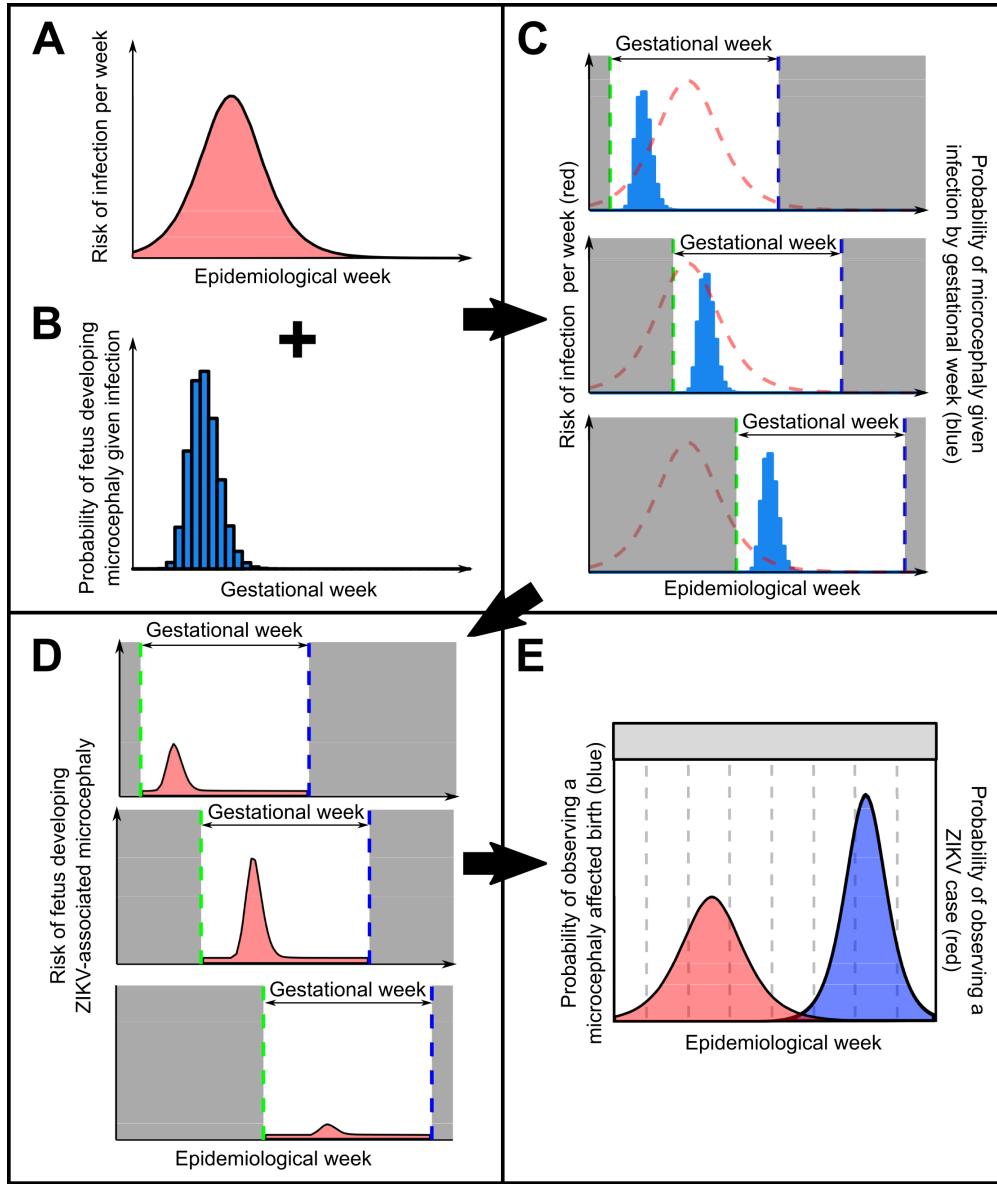 A
Risk of infection per week
Epidemiological week
B
+
Probability of fetus developing
microcephaly given infection
Gestational week
C
Gestational week
Gestational week
Gestational week
Risk of infection per week (red)
Probability of microcephaly given
infection by gestational week (blue)
Epidemiological week
D
Gestational week
Gestational week
Gestational week
Risk of fetus developing
ZIKV-associated microcephaly
Epidemiological week
E
Probability of observing a
microcephaly affected birth (blue)
Probability of observing a
ZIKV case (red)
Epidemiological week